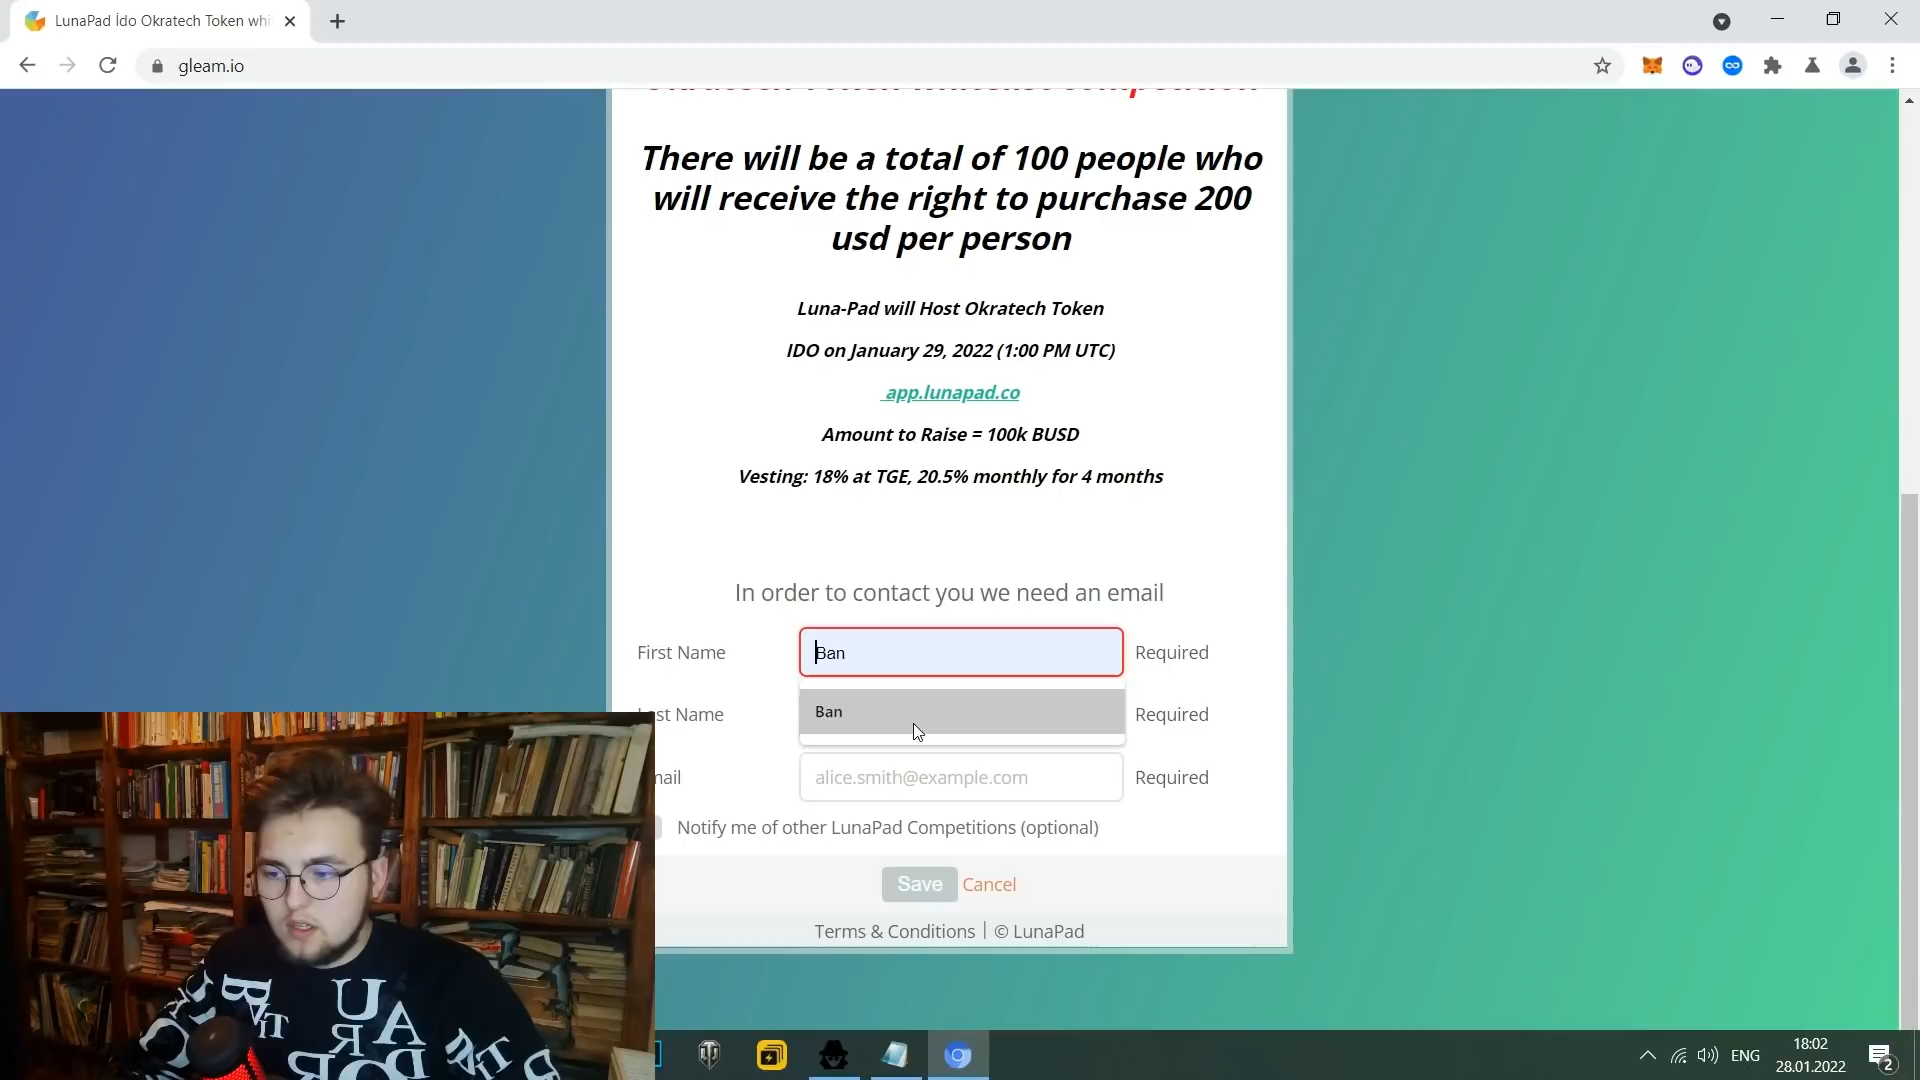 LunaPad İdo Okratech Token whi
gleam.io
There will be a total of 100 people who
will receive the right to purchase 200
usd per person
Luna-Pad will Host Okratech Token
IDO on January 29, 2022 (1:00 PM UTC)
app.lunapad.co
Amount to Raise = 100k BUSD
Vesting: 18% at TGE, 20.5% monthly for 4 months
In order to contact you we need an email
First Name Ban Required
Ban
st Name Required
mail alice.smith@example.com Required
Notify me of other LunaPad Competitions (optional)
Save Cancel
Terms & Conditions | © LunaPad
ENG
18:02
28.01.2022
2